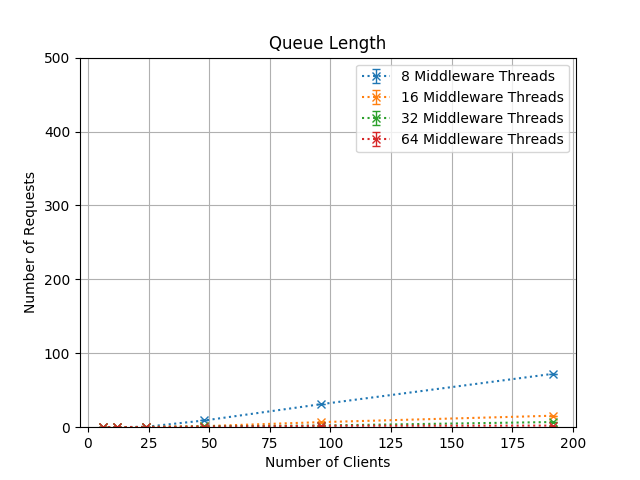 Queue Length
500
400
300
200
100
0
Number of Requests
8 Middleware Threads
16 Middleware Threads
32 Middleware Threads
64 Middleware Threads
0 25 50 75 100 125 150 175 200
Number of Clients